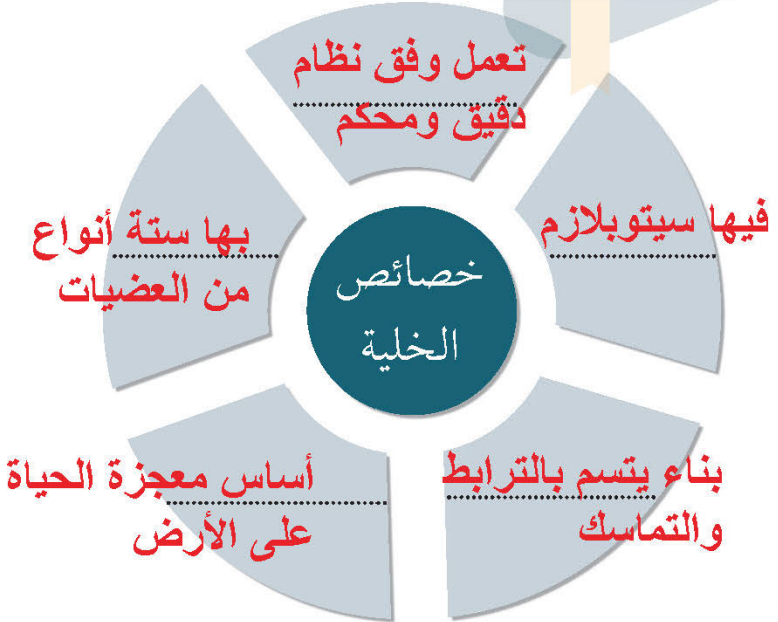 تعمل وفق نظام
دقيق ومحكم
فيها سيتوبلازم
بها ستة أنواع
من العضيات
خصائص
الخلية
بناء يتسم بالترابط
والتماسك
أساس معجزة الحياة
على الأرض